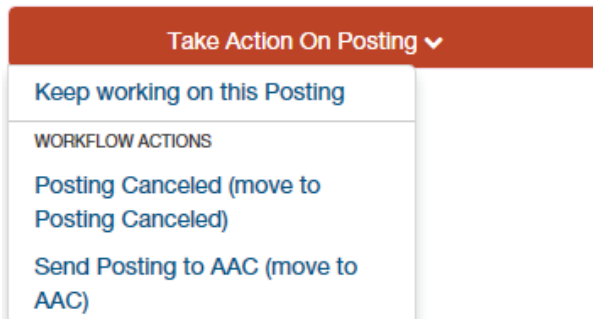 Take Action On Posting
Keep working on this Posting
WORKFLOW ACTIONS
Posting Canceled (move to
Posting Canceled)
Send Posting to AAC (move to
AAC)